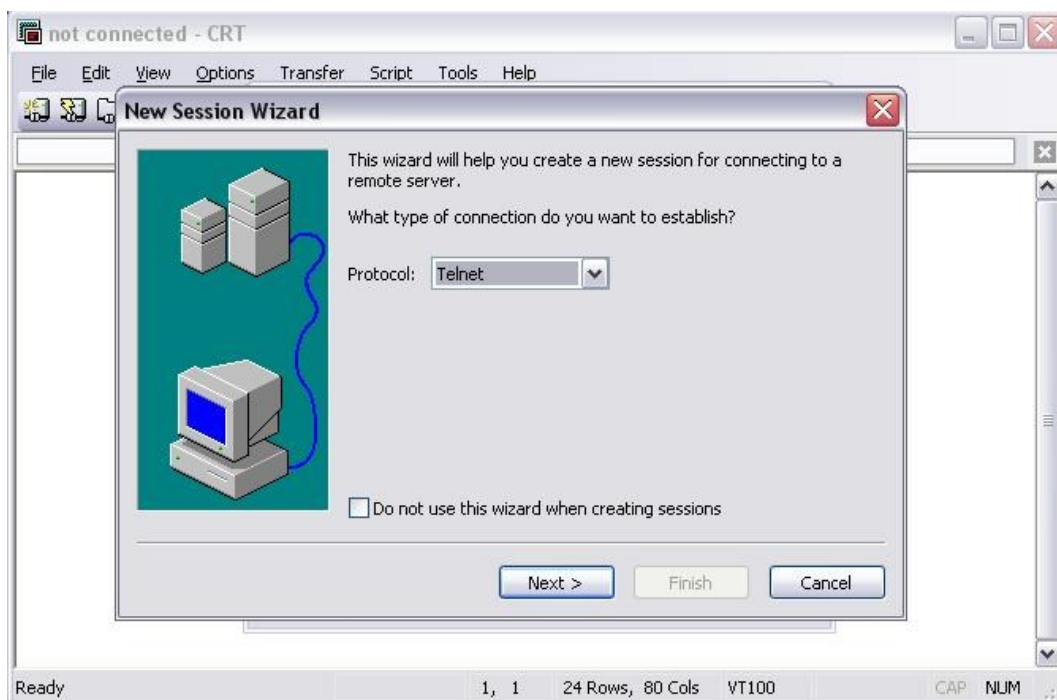 not connected - CRT
File Edit View Options Transfer Script Tools Help
New Session Wizard
This wizard will help you create a new session for connecting to a
remote server.
What type of connection do you want to establish?
Protocol: Telnet
Do not use this wizard when creating sessions
Next > Finish Cancel
Ready 1, 1 24 Rows, 80 Cols VT100 CAP NUM